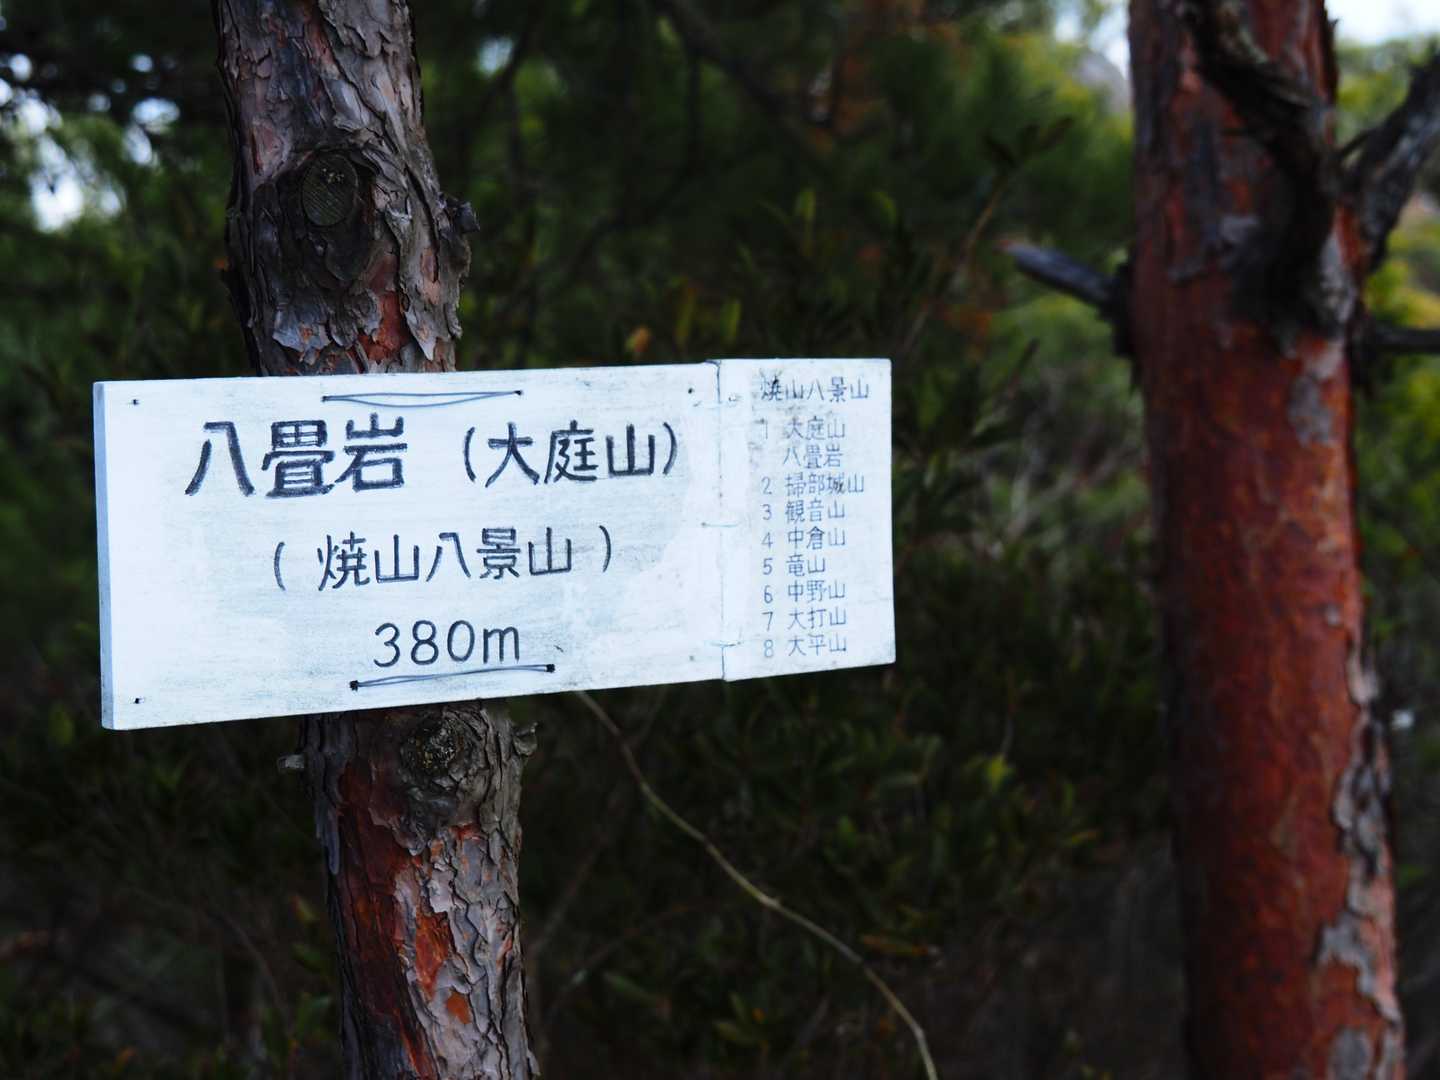 八畳岩（大庭山）
（焼山八景山）
380m
焼山八景山
1 大庭山
八畳岩
2 掃部城山
3 観音山
4 中倉山
5 竜山
6 中野山
7 大打山
8 大平山